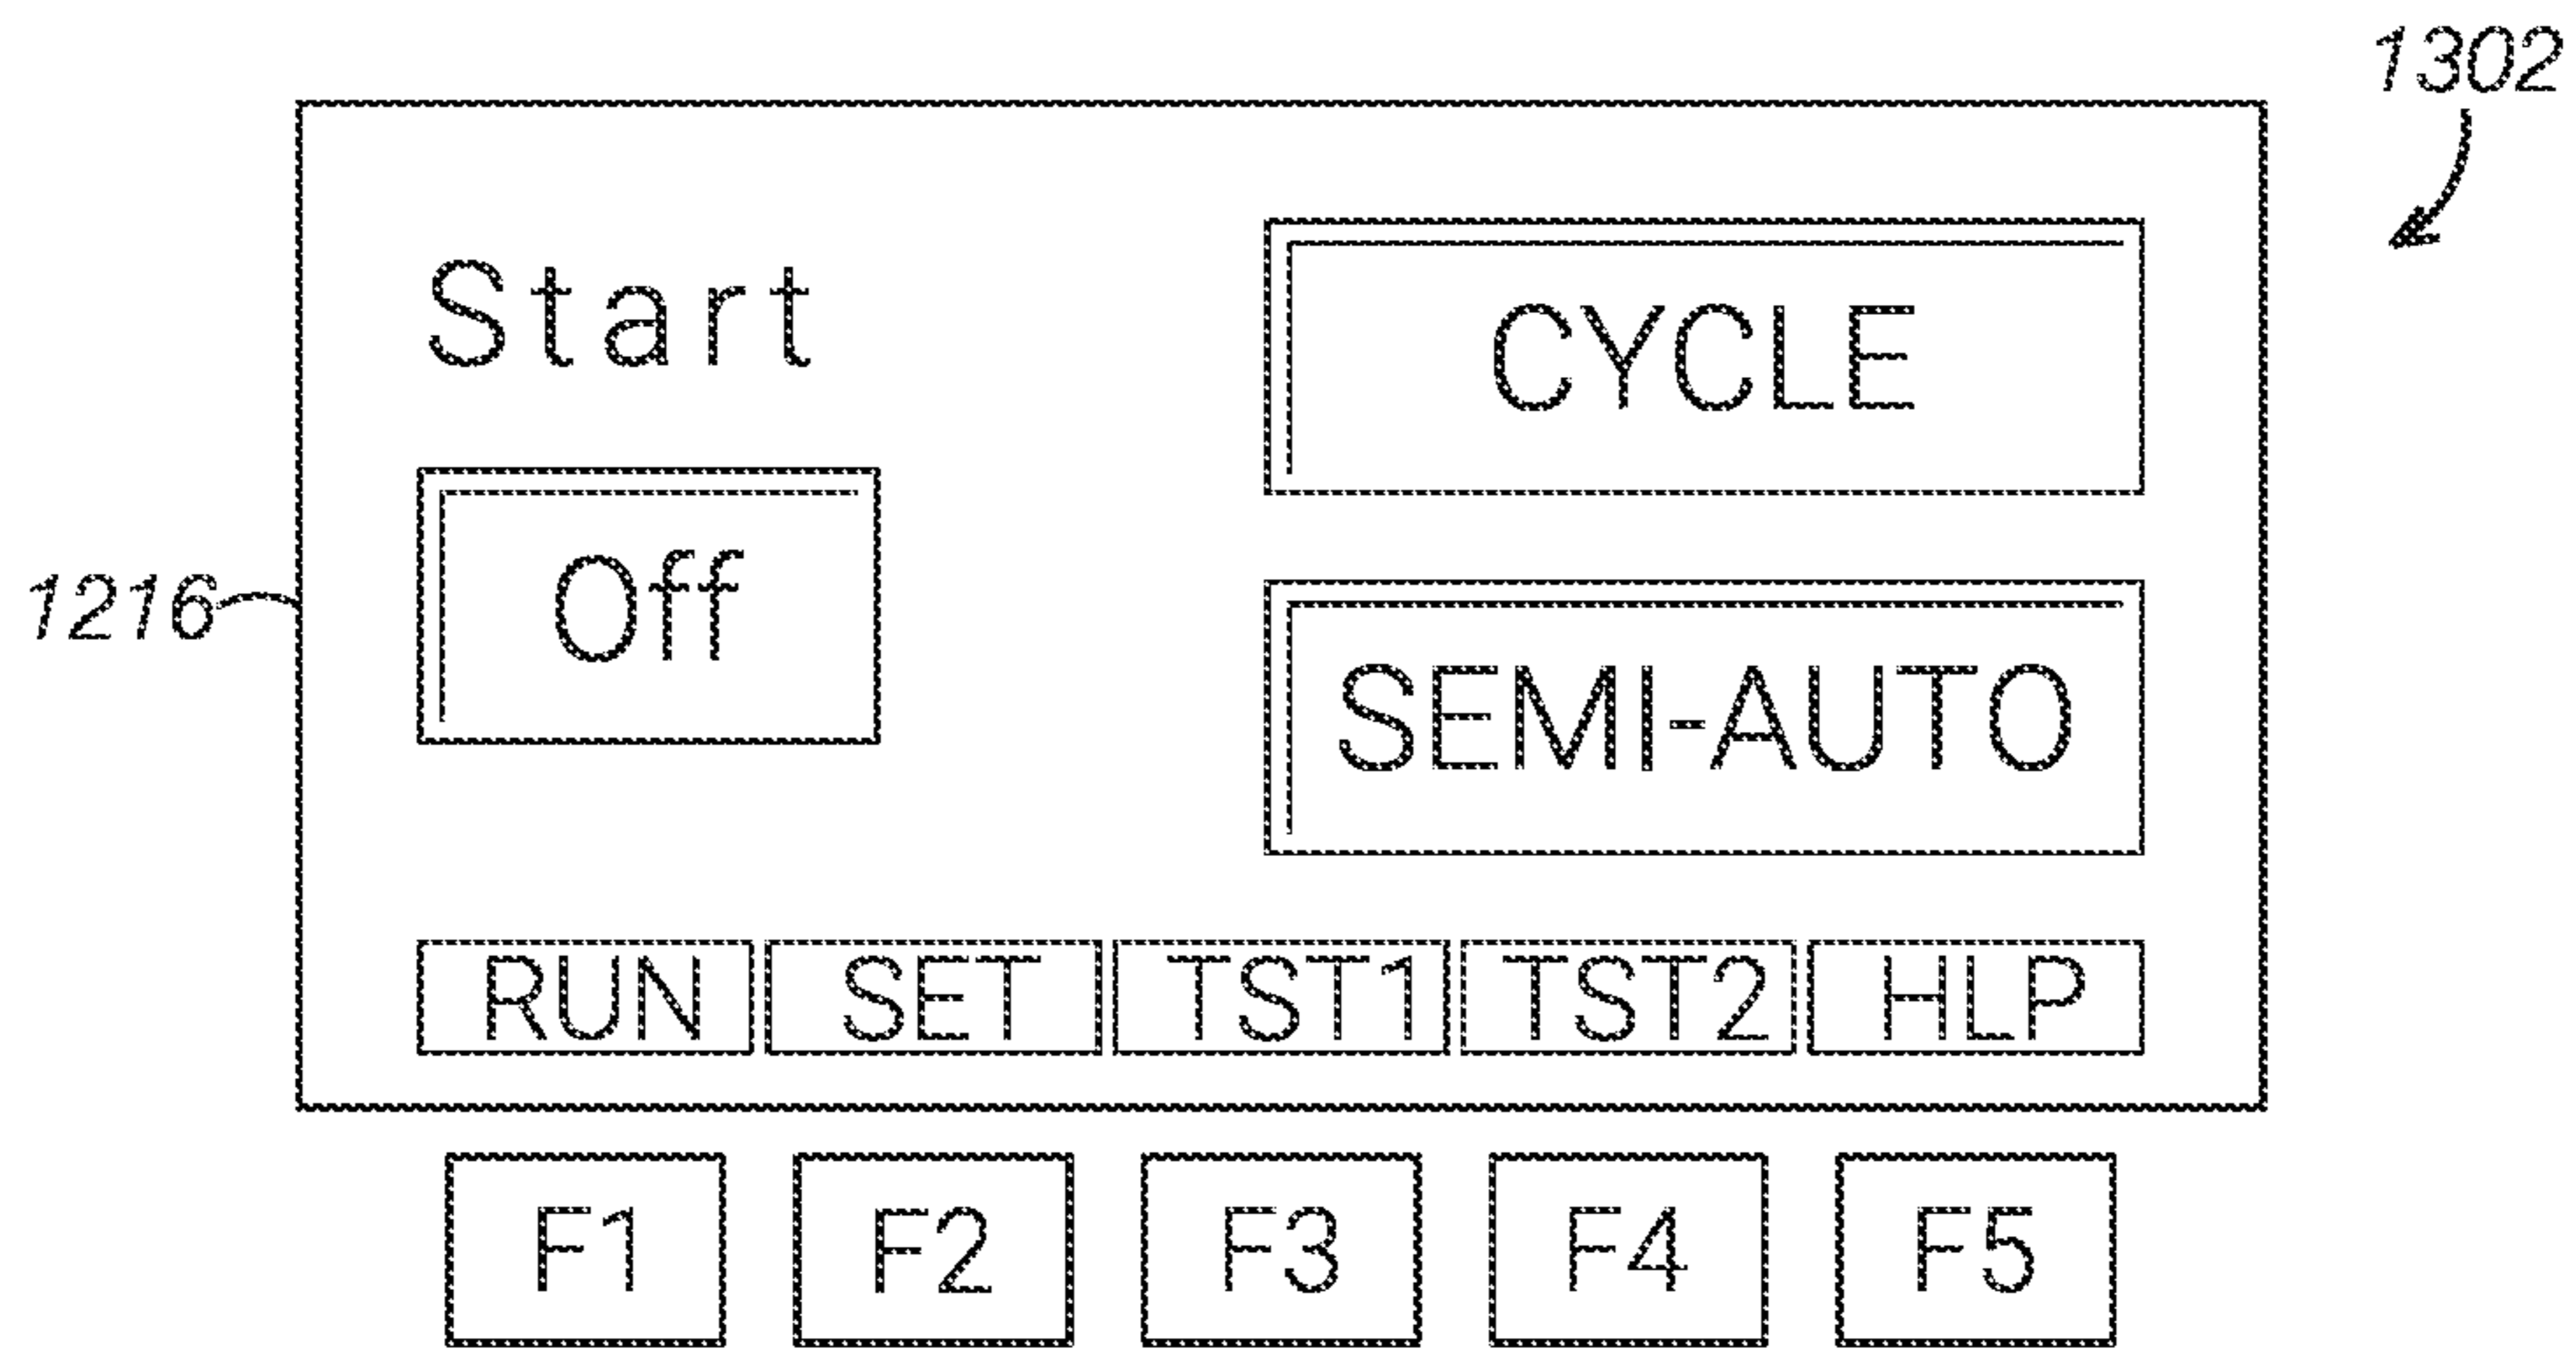 1302
Start
CYCLE
Off
1216
SEMI-AUTO
RUN SET TST1 TST2 HLP
F1 F2 F3 F4 F5